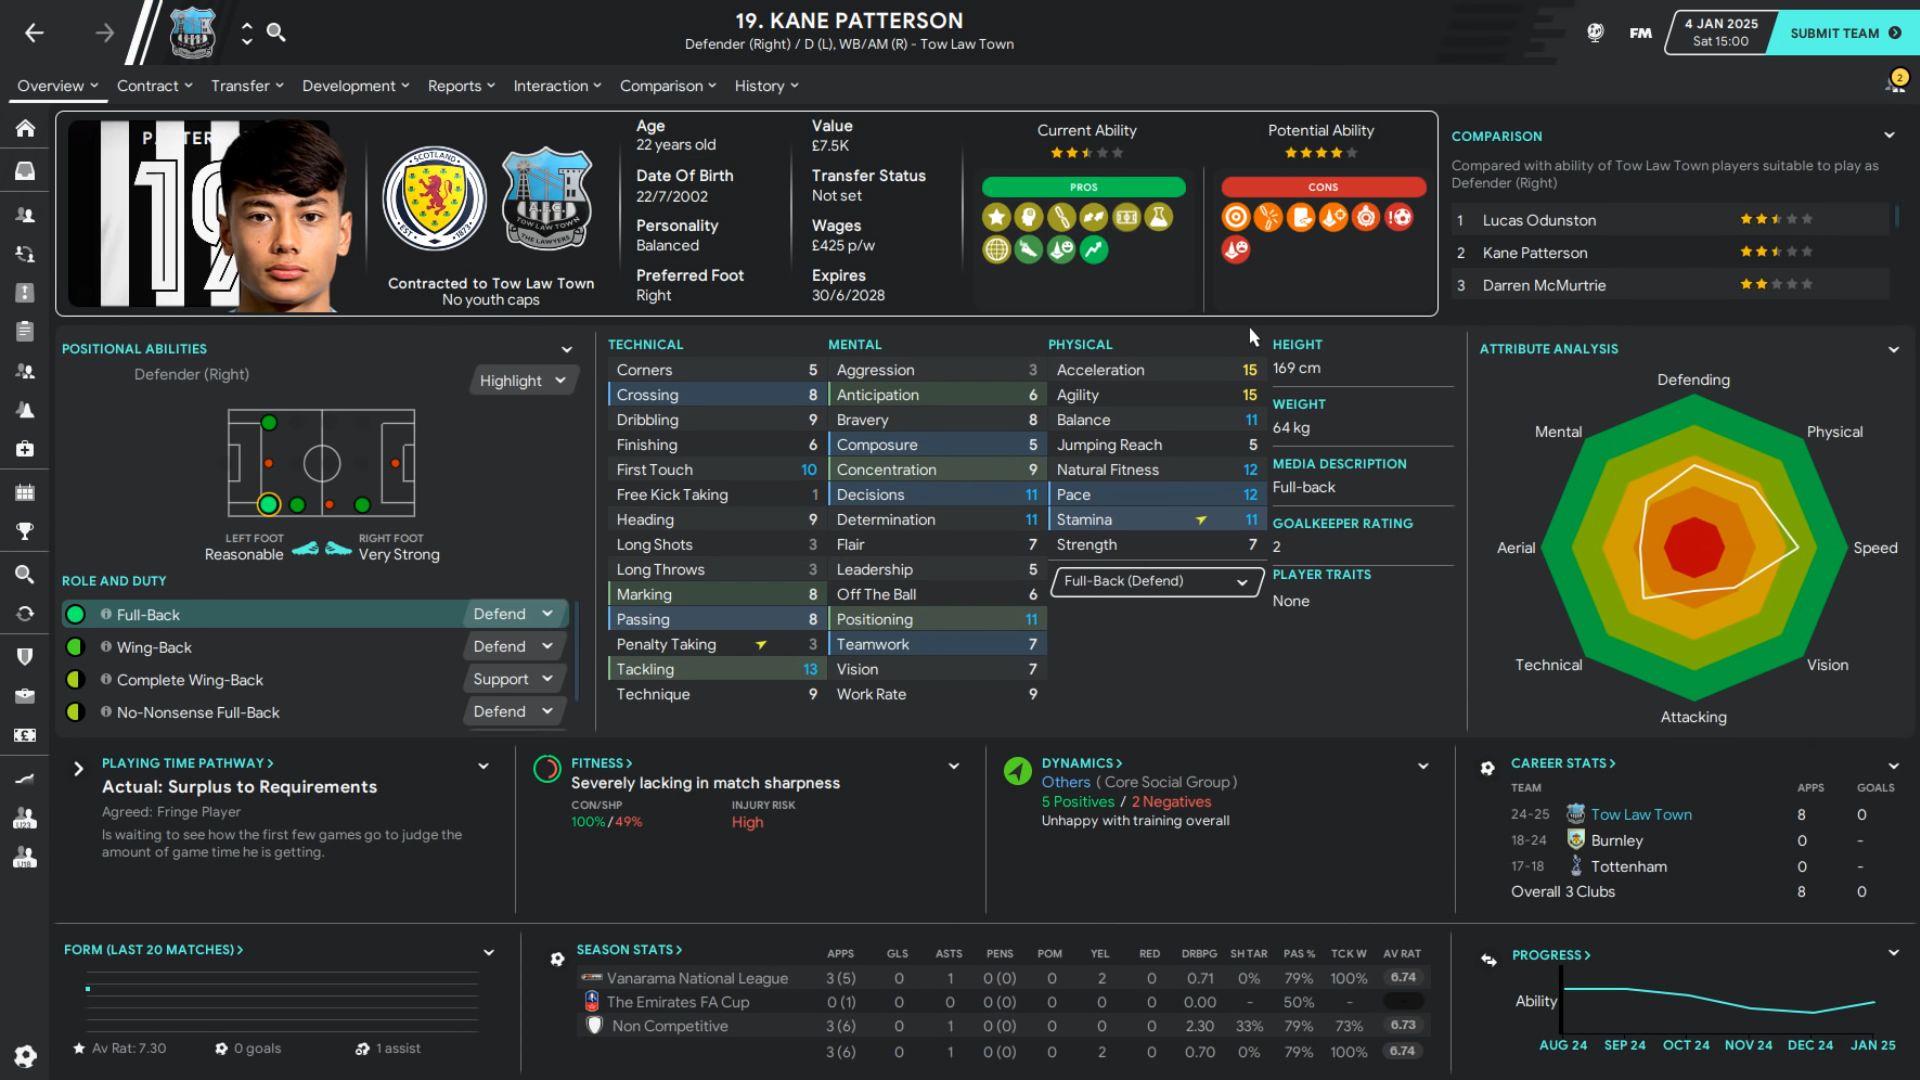 19. KANE PATTERSON
Defender (Right) / D (L), WB/AM (R) - Tow Law Town
FM
4 JAN 2025
Sat 15:00
SUBMIT TEAM
Overview
Contract
Transfer
Development
Reports
Interaction
Comparison
History
2
19
SCOTLAND
EST 1873
TOW LAW TOWN
THE LAWYERS
Contracted to Tow Law Town
No youth caps
Age
22 years old
Date Of Birth
22/7/2002
Personality
Balanced
Preferred Foot
Right
Value
£7.5K
Transfer Status
Not set
Wages
£425 p/w
Expires
30/6/2028
Current Ability
PROS
Potential Ability
CONS
COMPARISON
Compared with ability of Tow Law Town players suitable to play as
Defender (Right)
1 Lucas Odunston
2 Kane Patterson
3 Darren McMurtrie
POSITIONAL ABILITIES
Defender (Right)
Highlight
LEFT FOOT
Reasonable
RIGHT FOOT
Very Strong
ROLE AND DUTY
Full-Back Defend
Wing-Back Defend
Complete Wing-Back Support
No-Nonsense Full-Back Defend
TECHNICAL
Corners 5
Crossing 8
Dribbling 9
Finishing 6
First Touch 10
Free Kick Taking 1
Heading 9
Long Shots 3
Long Throws 3
Marking 8
Passing 8
Penalty Taking 3
Tackling 13
Technique 9
MENTAL
Aggression 3
Anticipation 6
Bravery 8
Composure 5
Concentration 9
Decisions 11
Determination 11
Flair 7
Leadership 5
Off The Ball 6
Positioning 11
Teamwork 7
Vision 7
Work Rate 9
PHYSICAL
Acceleration 15
Agility 15
Balance 11
Jumping Reach 5
Natural Fitness 12
Pace 12
Stamina 11
Strength 7
Full-Back (Defend)
HEIGHT
169 cm
WEIGHT
64 kg
MEDIA DESCRIPTION
Full-back
GOALKEEPER RATING
2
PLAYER TRAITS
None
ATTRIBUTE ANALYSIS
Defending
Mental
Physical
Aerial
Speed
Technical
Vision
Attacking
PLAYING TIME PATHWAY >
Actual: Surplus to Requirements
Agreed: Fringe Player
Is waiting to see how the first few games go to judge the
amount of game time he is getting.
FITNESS >
Severely lacking in match sharpness
CON/SHP
100% / 49%
INJURY RISK
High
DYNAMICS >
Others ( Core Social Group )
5 Positives / 2 Negatives
Unhappy with training overall
CAREER STATS >
TEAM APPS GOALS
24-25 Tow Law Town 8 0
18-24 Burnley 0 -
17-18 Tottenham 0 -
Overall 3 Clubs 8 0
FORM (LAST 20 MATCHES) >
Av Rat: 7.30
0 goals
1 assist
SEASON STATS > APPS GLS ASTS PENS POM YEL RED DRBPG SH TAR PAS % TCK W AV RAT
Vanarama National League 3 (5) 0 1 0 (0) 0 2 0 0.71 0% 79% 100% 6.74
The Emirates FA Cup 0 (1) 0 0 0 (0) 0 0 0 0.00 - 50% - -
Non Competitive 3 (6) 0 1 0 (0) 0 0 0 2.30 33% 79% 73% 6.73
3 (6) 0 1 0 (0) 0 2 0 0.70 0% 79% 100% 6.74
PROGRESS >
Ability
AUG 24 SEP 24 OCT 24 NOV 24 DEC 24 JAN 25
U23
U18